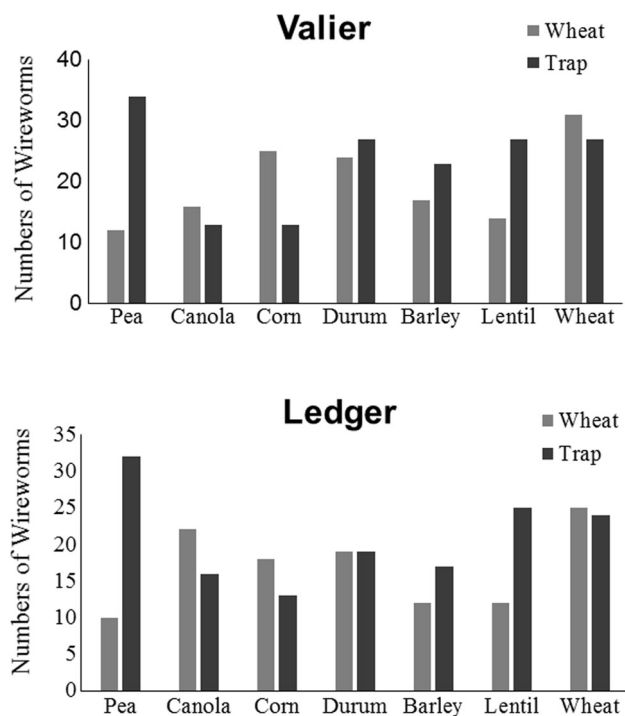 Valier
Wheat
Trap
Numbers of Wireworms
40
30
20
10
0
Pea Canola Corn Durum Barley Lentil Wheat
Ledger
Wheat
Trap
Numbers of Wireworms
35
30
25
20
15
10
5
0
Pea Canola Corn Durum Barley Lentil Wheat